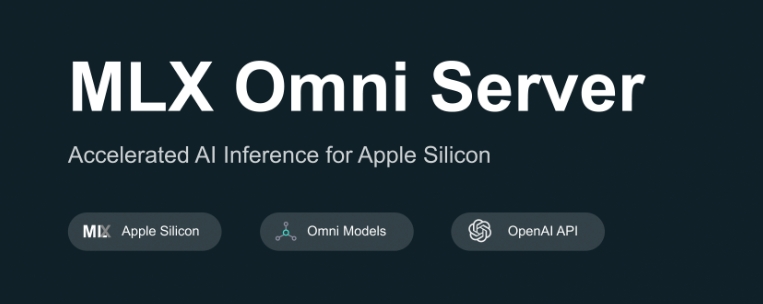 MLX Omni Server
Accelerated AI Inference for Apple Silicon
MLX Apple Silicon Omni Models OpenAI API